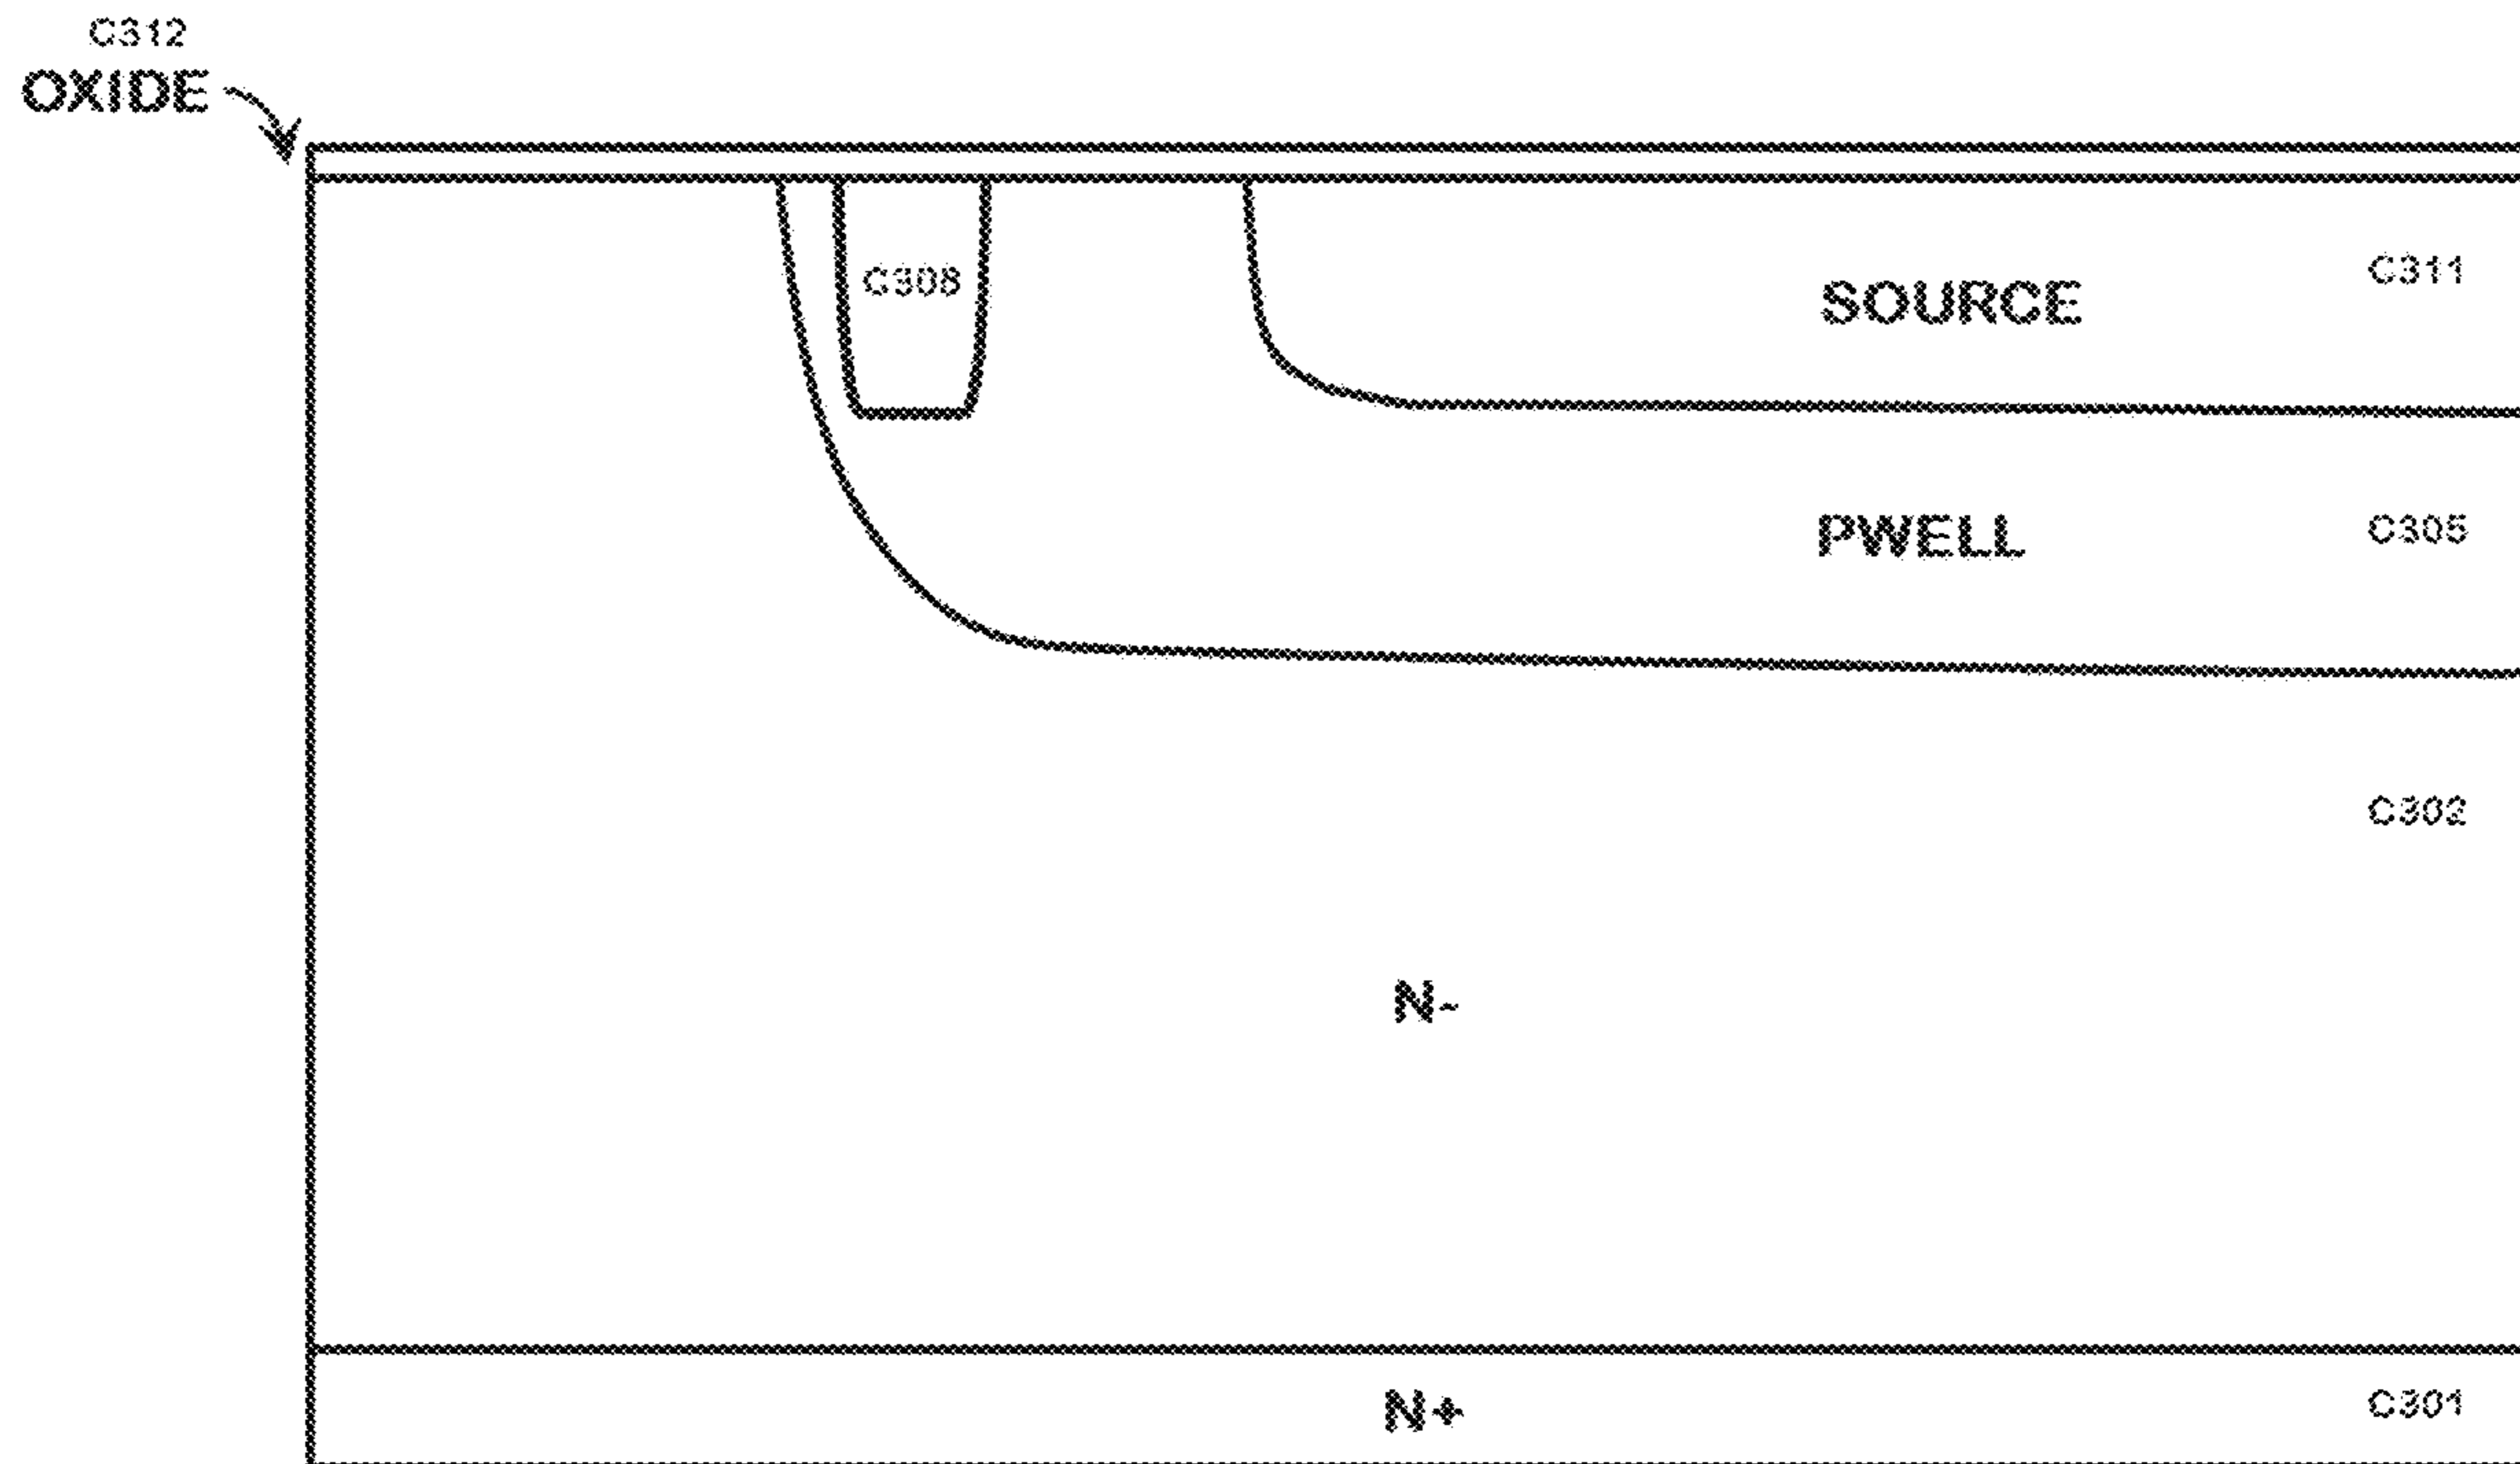 C312
OXIDE
C308
SOURCE
C311
PWELL
C305
C302
N-
N+
C301